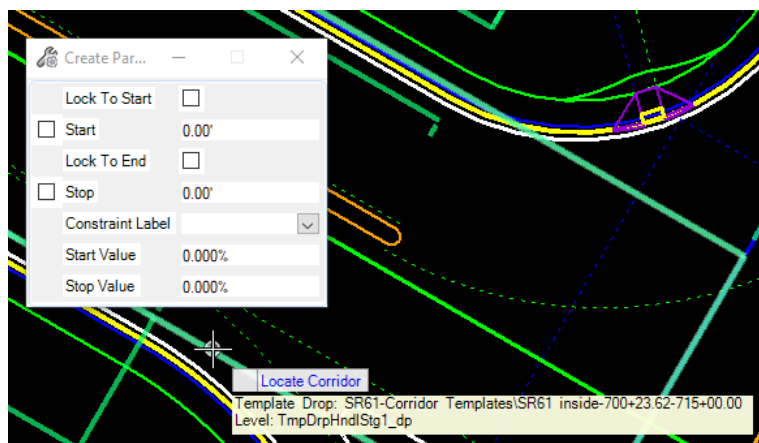 Create Par...
Lock To Start
Start 0.00'
Lock To End
Stop 0.00'
Constraint Label
Start Value 0.000%
Stop Value 0.000%
Locate Corridor
Template Drop: SR61-Corridor Templates\SR61 inside-700+23.62-715+00.00
Level: TmpDrpHndlStg1_dp